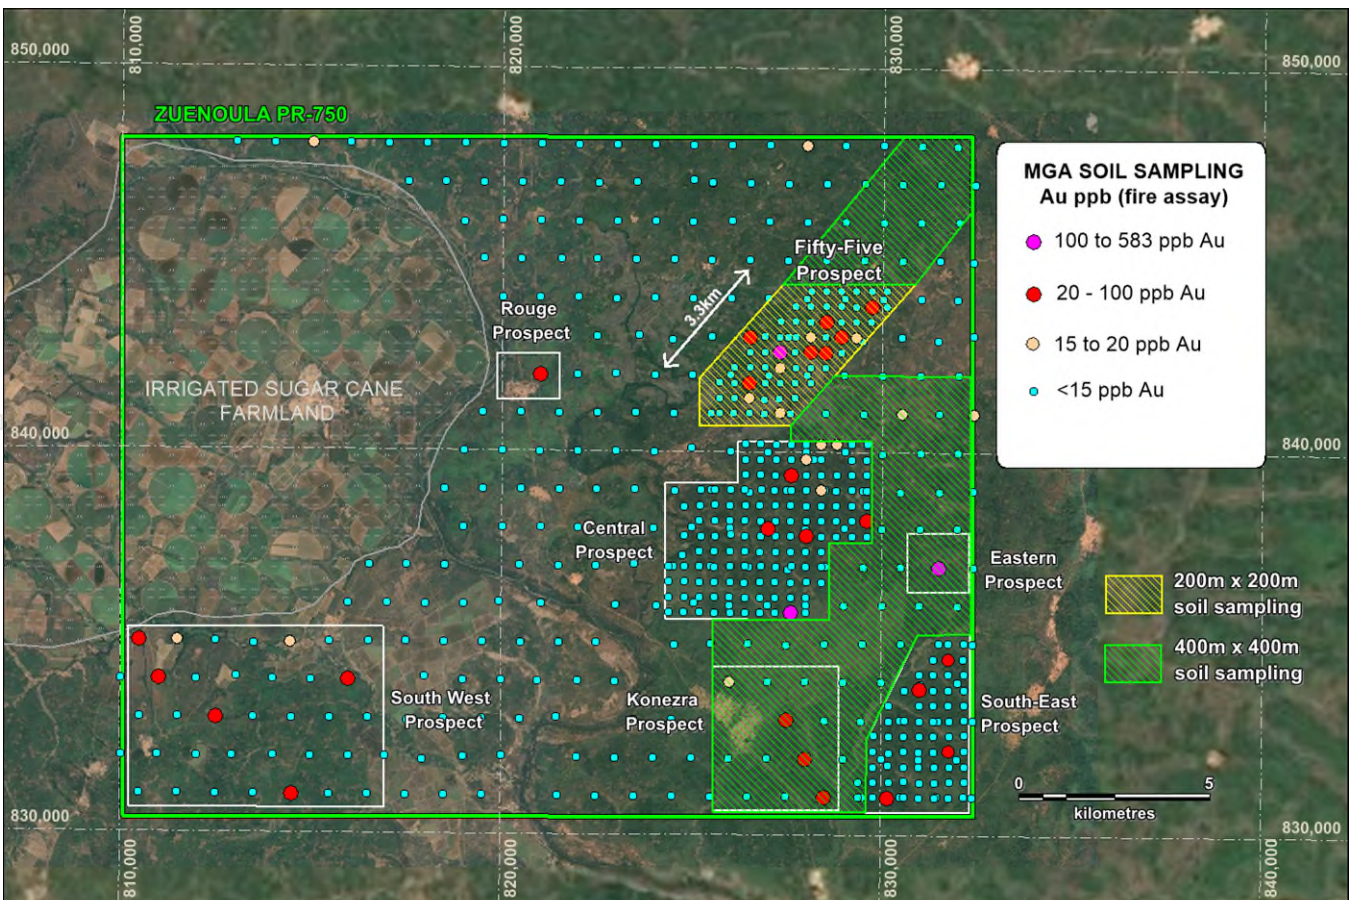 810,000
820,000
830,000
850,000
850,000
ZUENOULA PR-750
MGA SOIL SAMPLING
Au ppb (fire assay)
100 to 583 ppb Au
20 - 100 ppb Au
15 to 20 ppb Au
<15 ppb Au
Fifty-Five
Prospect
3.3km
Rouge
Prospect
IRRIGATED SUGAR CANE
FARMLAND
840,000
840,000
Central
Prospect
Eastern
Prospect
200m x 200m
soil sampling
400m x 400m
soil sampling
South West
Prospect
Konezra
Prospect
South-East
Prospect
0 5
kilometres
830,000
830,000
810,000
820,000
830,000
840,000